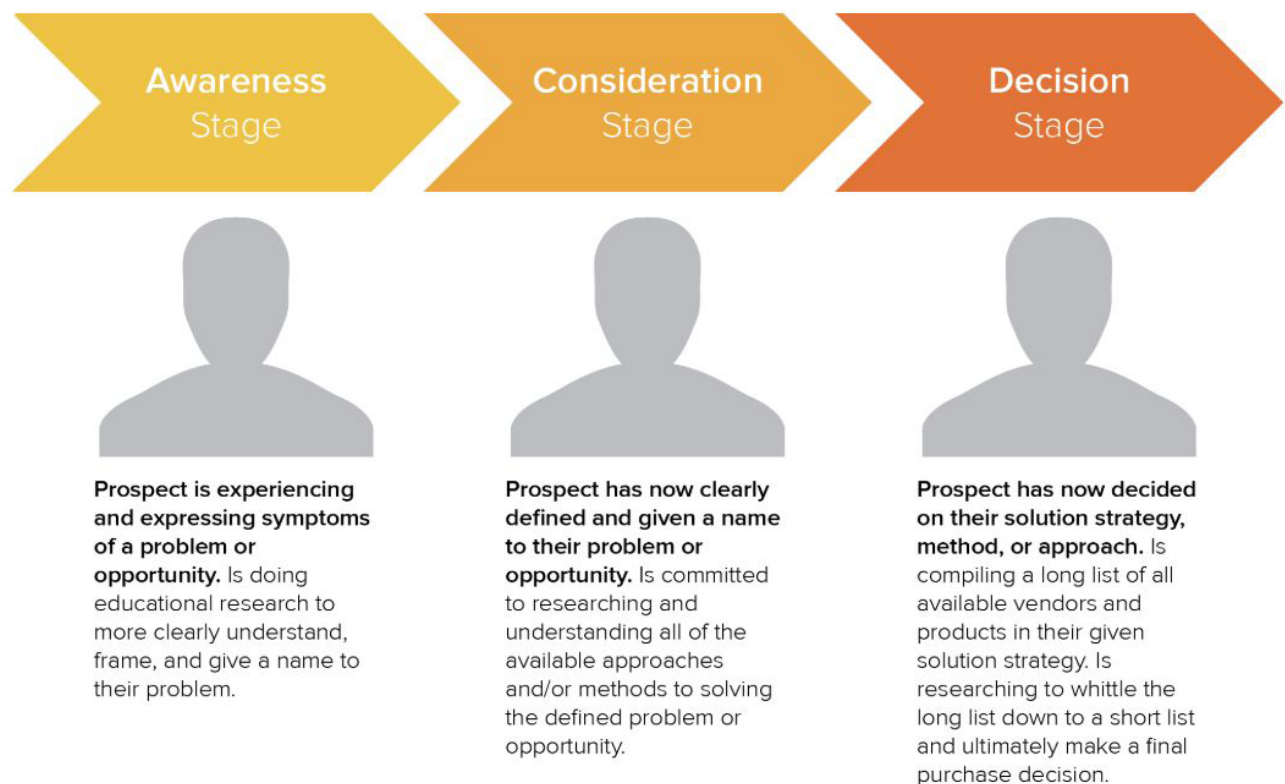 Awareness
Stage
Consideration
Stage
Decision
Stage
Prospect is experiencing
and expressing symptoms
of a problem or
opportunity. Is doing
educational research to
more clearly understand,
frame, and give a name to
their problem.
Prospect has now clearly
defined and given a name
to their problem or
opportunity. Is committed
to researching and
understanding all of the
available approaches
and/or methods to solving
the defined problem or
opportunity.
Prospect has now decided
on their solution strategy,
method, or approach. Is
compiling a long list of all
available vendors and
products in their given
solution strategy. Is
researching to whittle the
long list down to a short list
and ultimately make a final
purchase decision.